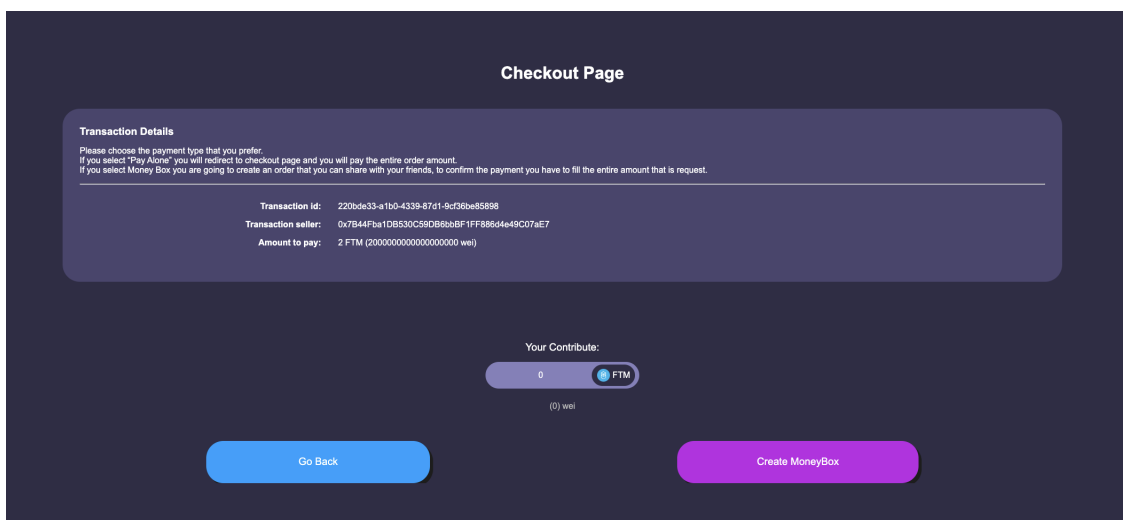 Checkout Page
Transaction Details
Please choose the payment type that you prefer.
If you select “Pay Alone” you will redirect to checkout page and you will pay the entire order amount.
If you select Money Box you are going to create an order that you can share with your friends, to confirm the payment you have to fill the entire amount that is request.
Transaction id: 220bde33-a1b0-4339-87d1-9cf36be85898
Transaction seller: 0x7B44Fba1DB530C59DB6bbBF1FF886d4e49C07aE7
Amount to pay: 2 FTM (2000000000000000000 wei)
Your Contribute:
0 FTM
(0) wei
Go Back Create MoneyBox